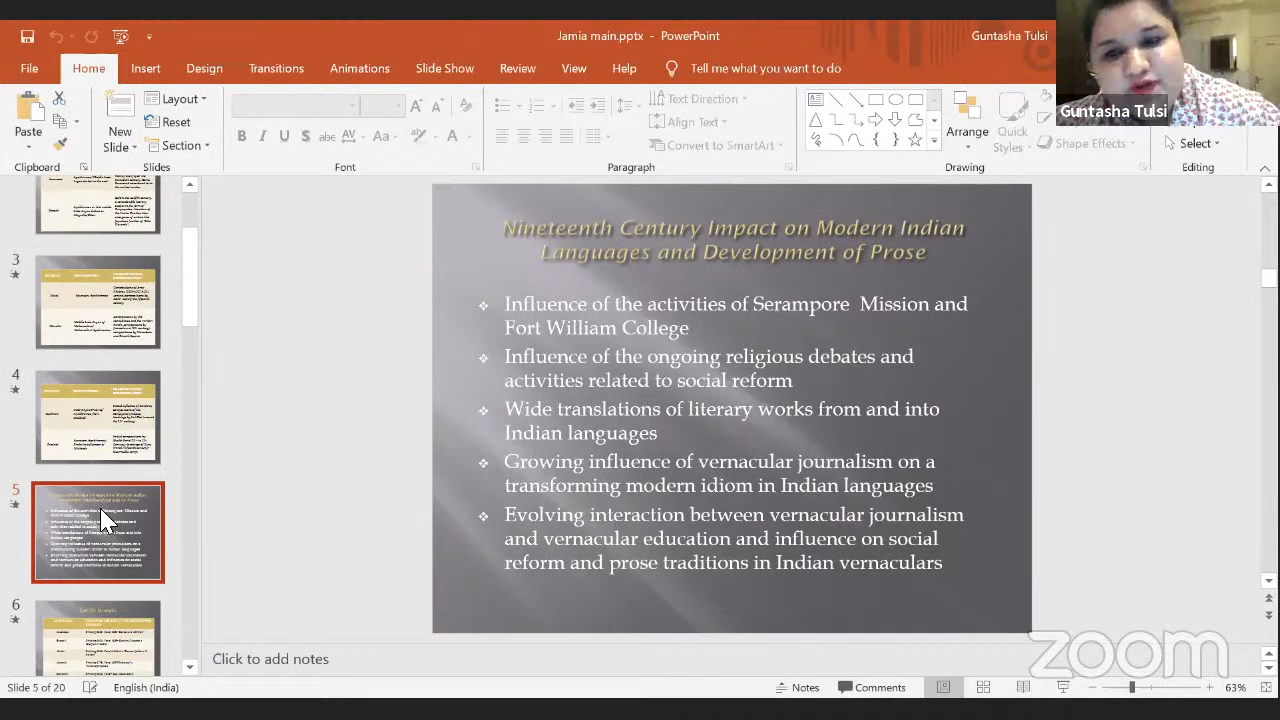 Jamia main.pptx - PowerPoint
Guntasha Tulsi
File Home Insert Design Transitions Animations Slide Show Review View Help Tell me what you want to do
Guntasha Tulsi
Paste
New
Slide
Layout
Reset
Section
B I U S abc AV Aa A
Text Direction
Align Text
Convert to SmartArt
Arrange
Quick
Styles
Shape Effects
Select
Clipboard Slides Font Paragraph Drawing Editing
3
4
5
6
Nineteenth Century Impact on Modern Indian
Languages and Development of Prose
Influence of the activities of Serampore Mission and
Fort William College
Influence of the ongoing religious debates and
activities related to social reform
Wide translations of literary works from and into
Indian languages
Growing influence of vernacular journalism on a
transforming modern idiom in Indian languages
Evolving interaction between vernacular journalism
and vernacular education and influence on social
reform and prose traditions in Indian vernaculars
Click to add notes
zoom
Slide 5 of 20 English (India) Notes Comments 63%